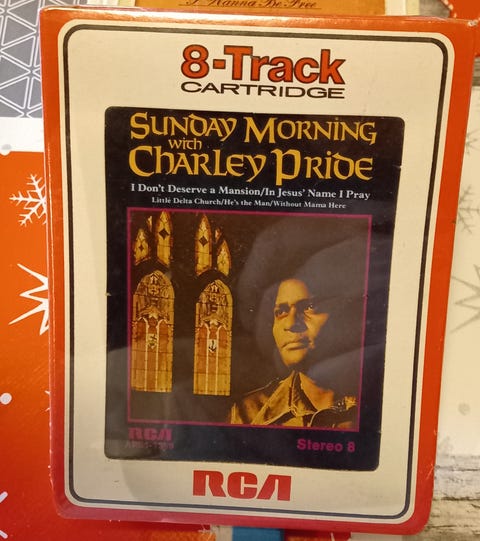 I Wanna Be Free
8-Track
CARTRIDGE
SUNDAY MORNING
with
CHARLEY PRIDE
I Don't Deserve a Mansion/In Jesus' Name I Pray
Little Delta Church/He's the Man/Without Mama Here
RCA
Stereo 8
RCA